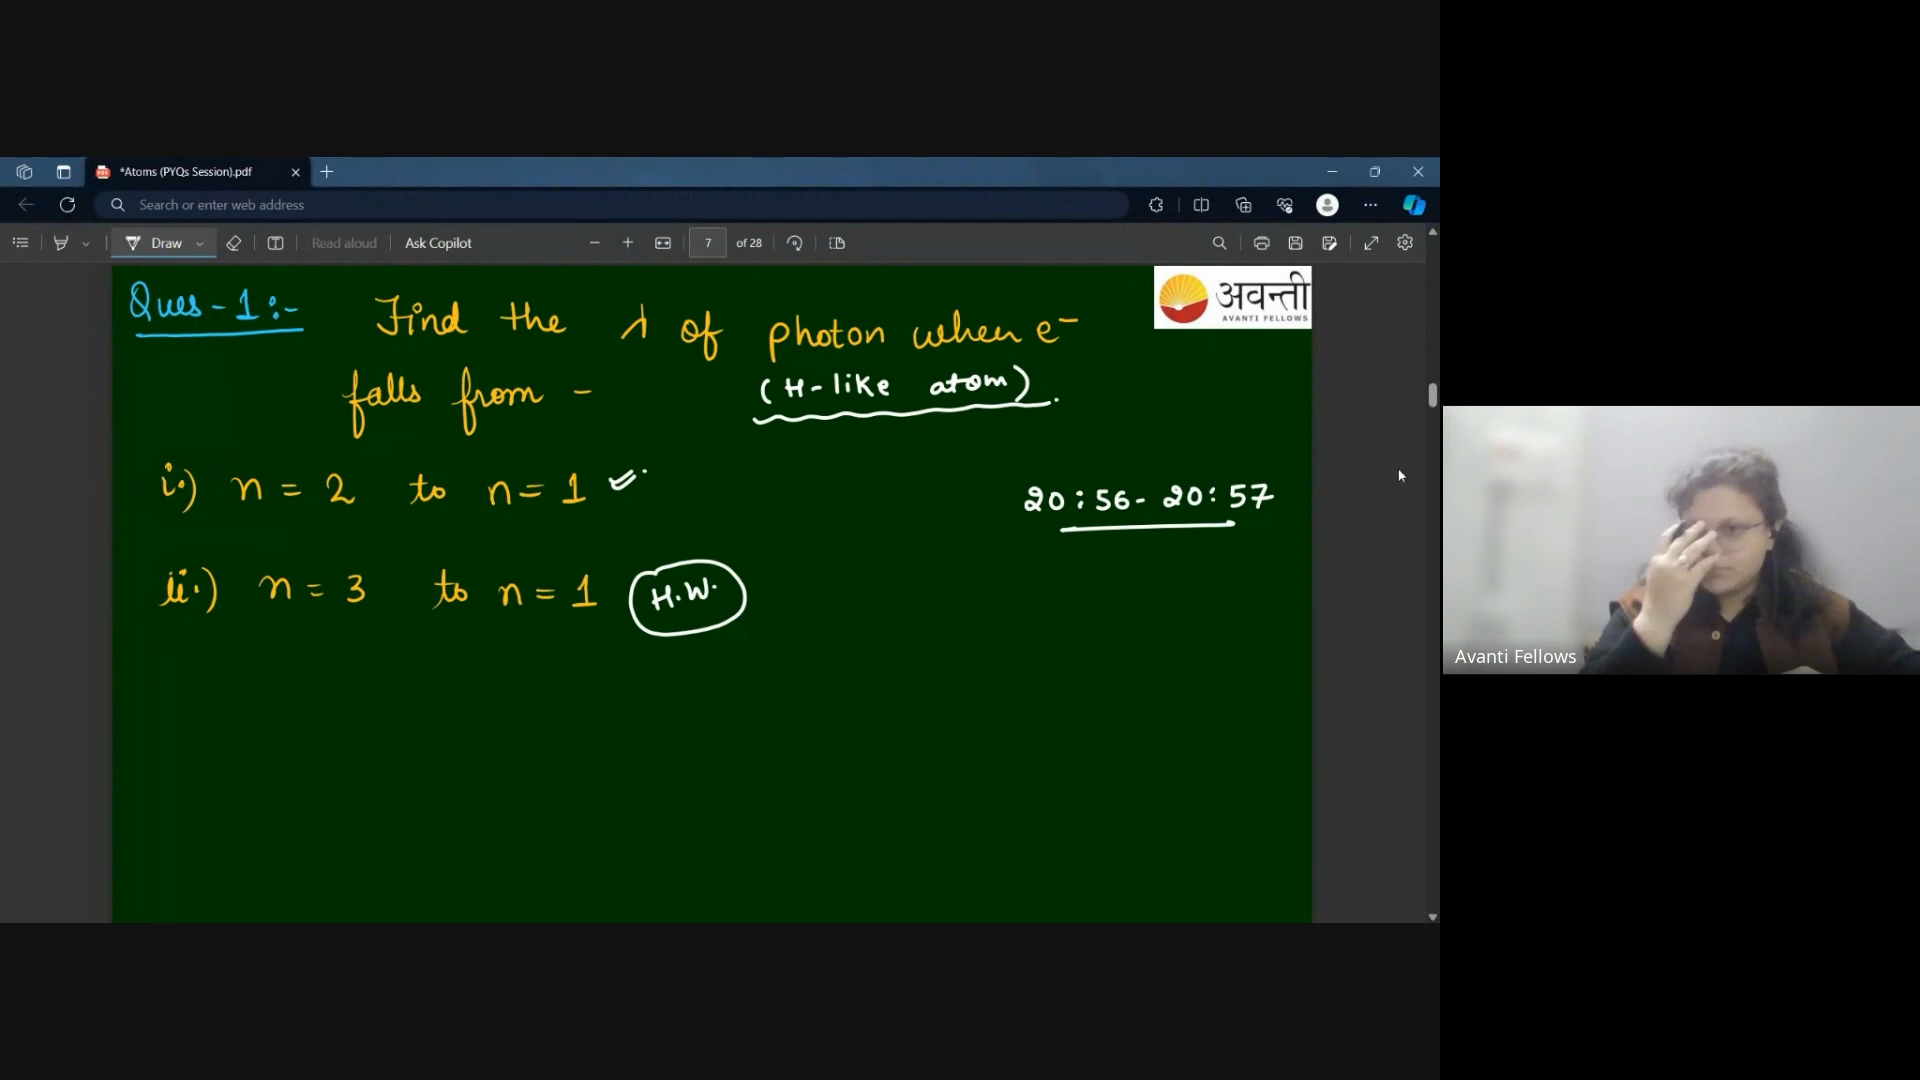 *Atoms (PYQs Session).pdf
Search or enter web address
Draw
Read aloud
Ask Copilot
7
of 28
Ques-1:-
Find the λ of photon when e⁻
falls from -
(H-like atom).
i.) n = 2 to n = 1
20:56 - 20:57
ii.) n = 3 to n = 1
H.W.
अवन्ती
AVANTI FELLOWS
Avanti Fellows